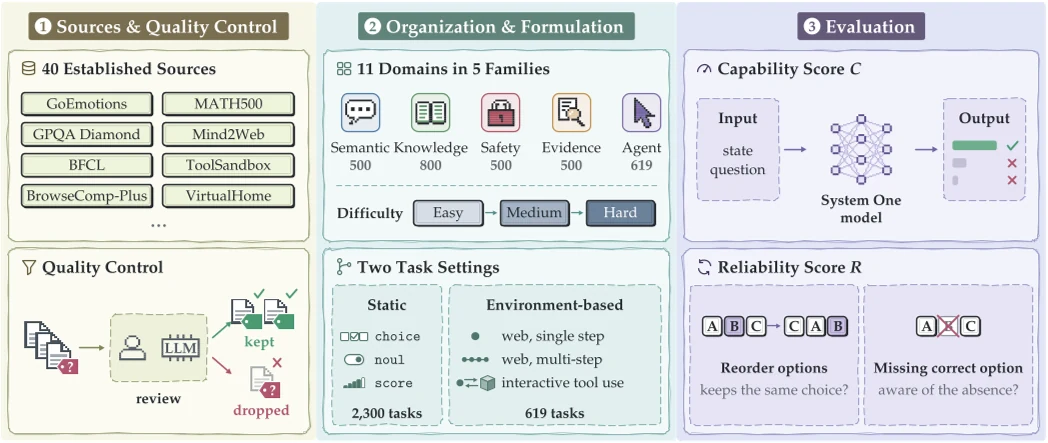 1 Sources & Quality Control
40 Established Sources
GoEmotions
MATH500
GPQA Diamond
Mind2Web
BFCL
ToolSandbox
BrowseComp-Plus
VirtualHome
...
Quality Control
?
LLM
review
kept
?
dropped
2 Organization & Formulation
11 Domains in 5 Families
Semantic Knowledge Safety Evidence Agent
500 800 500 500 619
Difficulty Easy Medium Hard
Two Task Settings
Static
choice
noul
score
2,300 tasks
Environment-based
web, single step
web, multi-step
interactive tool use
619 tasks
3 Evaluation
Capability Score C
Input
state
question
System One
model
Output
Reliability Score R
A B C C A B
Reorder options
keeps the same choice?
A B C
Missing correct option
aware of the absence?